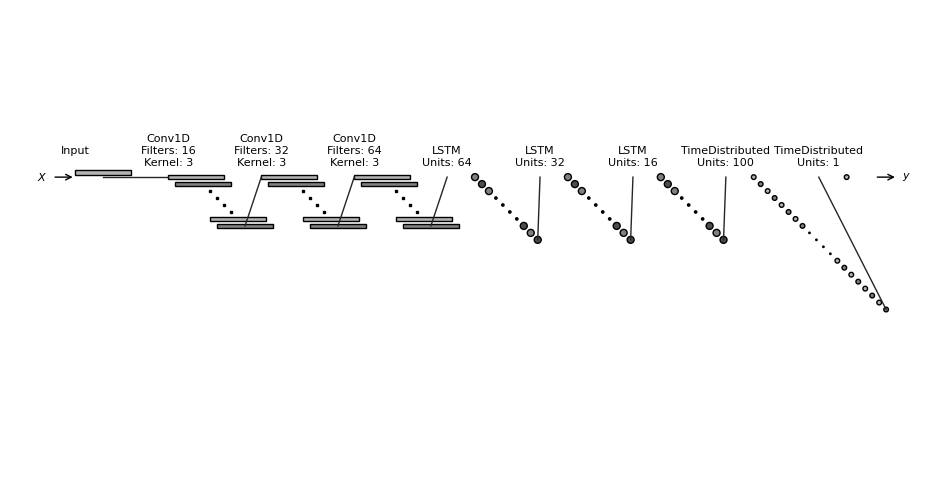 Input
Conv1D
Filters: 16
Kernel: 3
Conv1D
Filters: 32
Kernel: 3
Conv1D
Filters: 64
Kernel: 3
LSTM
Units: 64
LSTM
Units: 32
LSTM
Units: 16
TimeDistributed
Units: 100
TimeDistributed
Units: 1
X
y